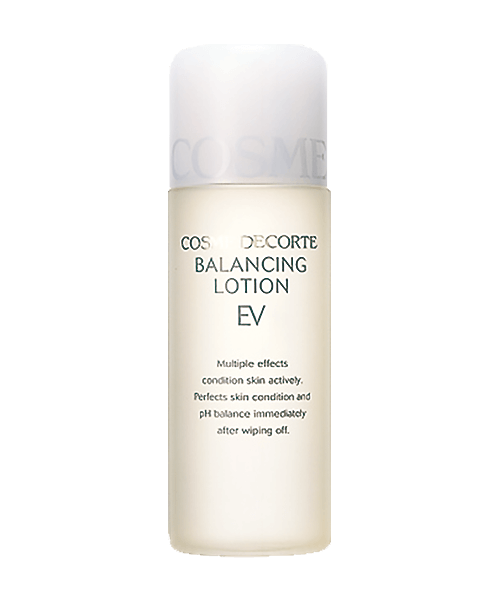 COSME
COSME DECORTE
BALANCING
LOTION
EV
Multiple effects
condition skin actively.
Perfects skin condition and
pH balance immediately
after wiping off.